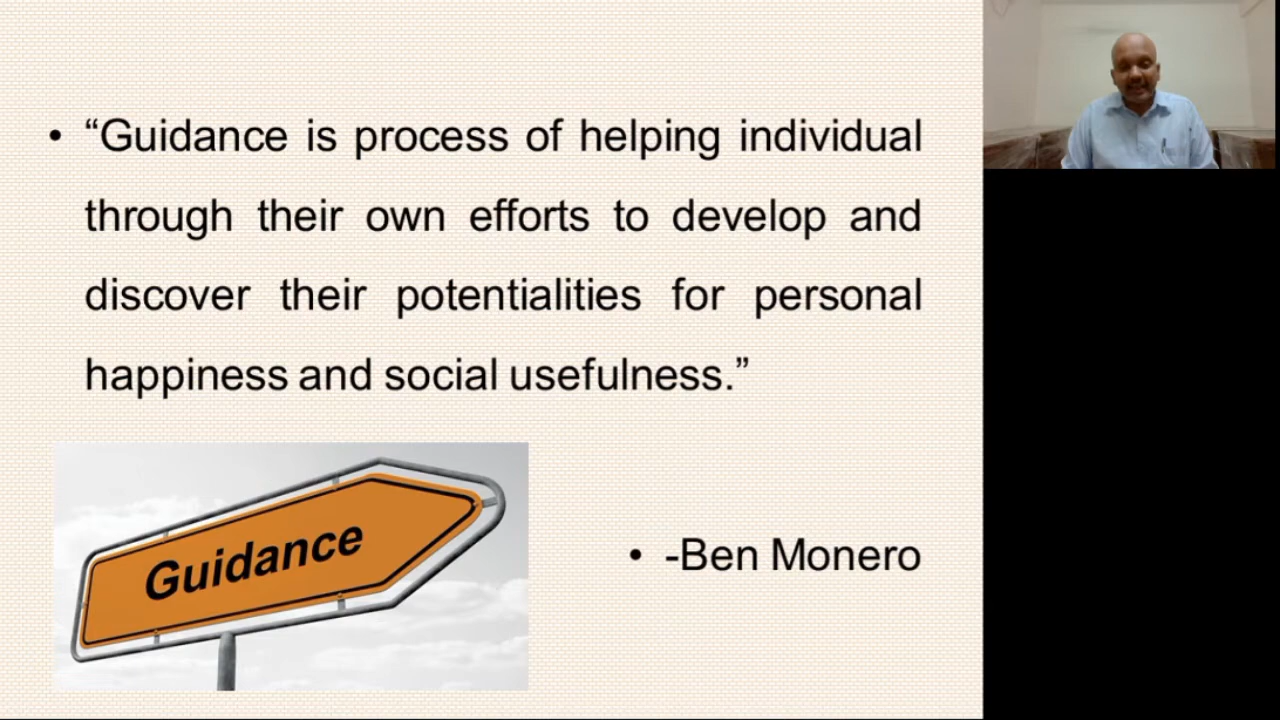 • “Guidance is process of helping individual
through their own efforts to develop and
discover their potentialities for personal
happiness and social usefulness.”
Guidance
• -Ben Monero